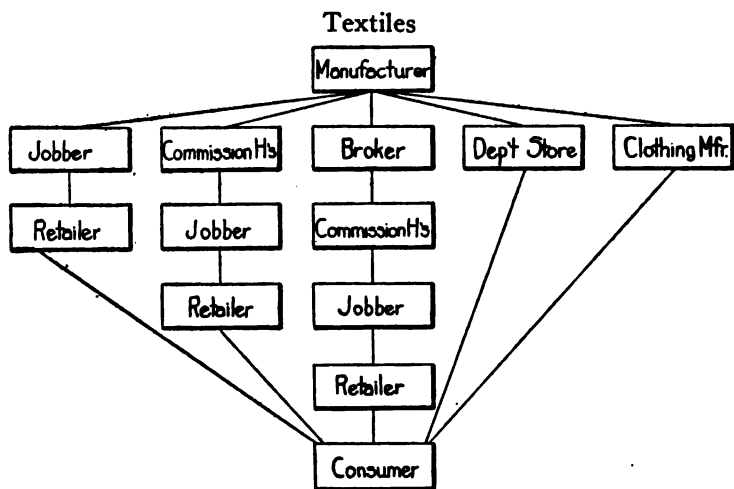 Textiles
Manufacturer
Jobber
Commission H's
Broker
Dep't Store
Clothing Mfr.
Retailer
Jobber
Commission H's
Retailer
Jobber
Retailer
Consumer